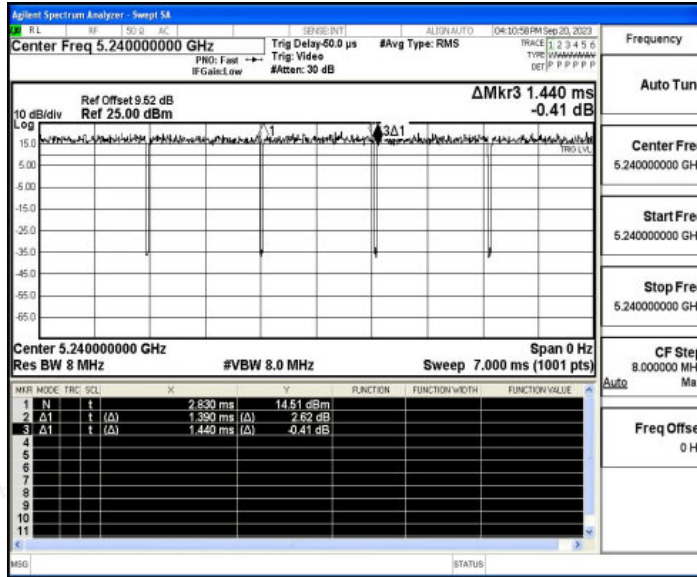 Agilent Spectrum Analyzer - Swept SA
RL RF 50 Ω AC SENSE:INT ALIGN AUTO 04:10:58 PM Sep 20, 2023
Center Freq 5.240000000 GHz
Trig Delay-50.0 µs #Avg Type: RMS
TRACE 1 2 3 4 5 6
PNO: Fast Trig: Video
TYPE
IFGain:Low #Atten: 30 dB
DET P P P P P P
Frequency
Auto Tun
ΔMkr3 1.440 ms
-0.41 dB
Ref Offset 9.52 dB
10 dB/div Ref 25.00 dBm
Log
1
3Δ1
TRIG LVL
15.0
5.00
-5.00
-15.0
-25.0
-35.0
-45.0
-55.0
-65.0
Center Fre
5.240000000 GH
Start Fre
5.240000000 GH
Stop Fre
5.240000000 GH
CF Step
8.000000 MH
Auto Ma
Freq Offse
0 H
Center 5.240000000 GHz Span 0 Hz
Res BW 8 MHz #VBW 8.0 MHz Sweep 7.000 ms (1001 pts)
MKR MODE TRC SCL X Y FUNCTION FUNCTION WIDTH FUNCTION VALUE
1 N t 2.830 ms 14.51 dBm
2 Δ1 t (Δ) 1.390 ms (Δ) 2.62 dB
3 Δ1 t (Δ) 1.440 ms (Δ) -0.41 dB
4
5
6
7
8
9
10
11
MSG STATUS